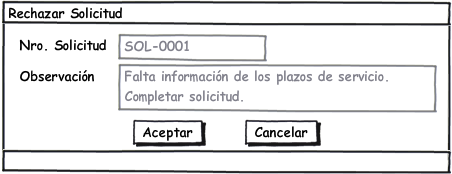 Rechazar Solicitud
Nro. Solicitud SOL-0001
Observación Falta información de los plazos de servicio.
Completar solicitud.
Aceptar Cancelar